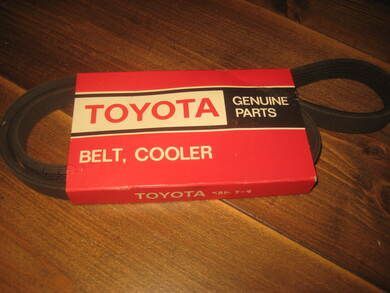 TOYOTA
GENUINE
PARTS
BELT, COOLER
TOYOTA